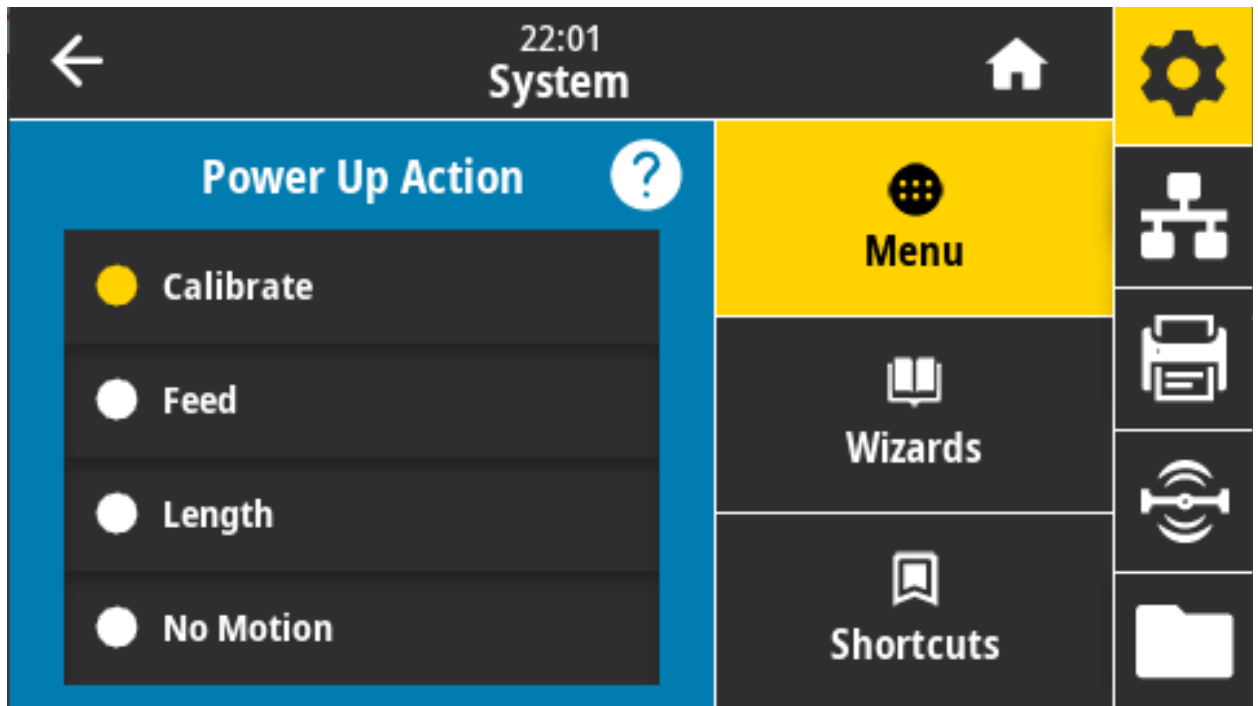 22:01
System
Power Up Action
?
Calibrate
Feed
Length
No Motion
Menu
Wizards
Shortcuts